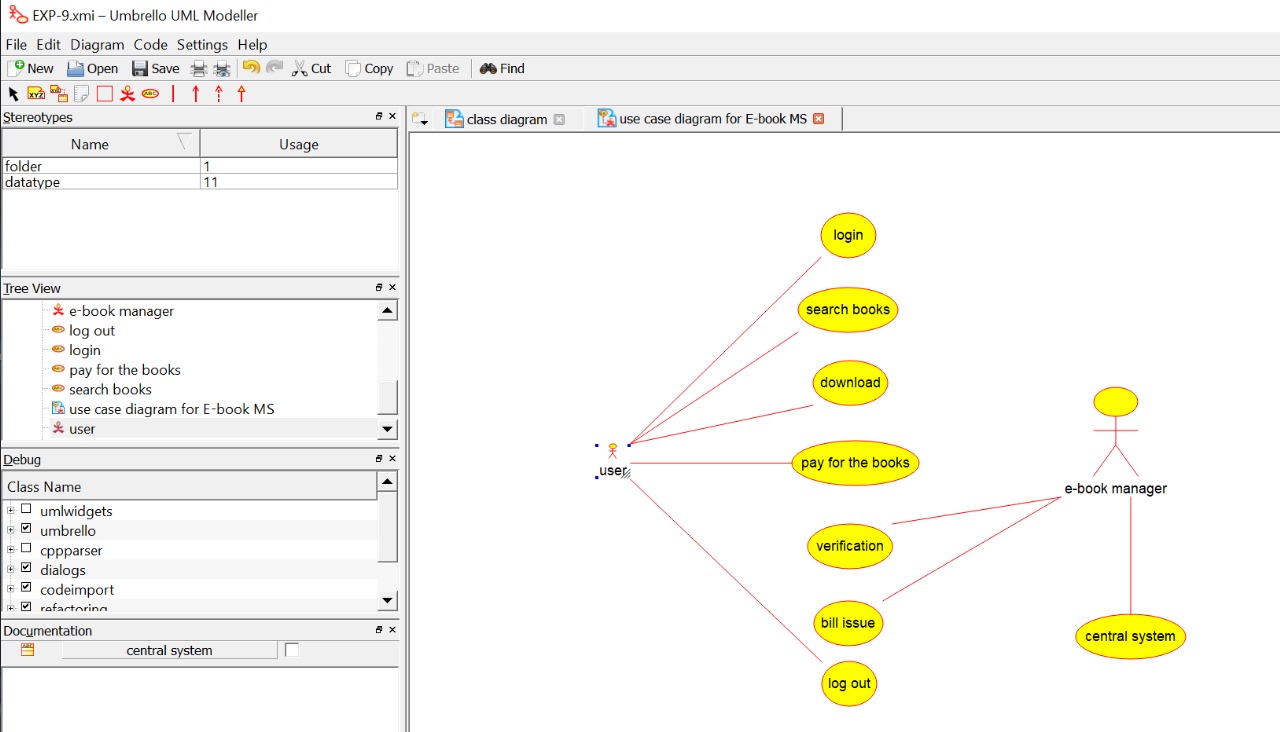 EXP-9.xmi – Umbrello UML Modeller
File Edit Diagram Code Settings Help
New Open Save Cut Copy Paste Find
XYZ ABC
Stereotypes
Name Usage
folder 1
datatype 11
Tree View
e-book manager
log out
login
pay for the books
search books
use case diagram for E-book MS
user
Debug
Class Name
umlwidgets
umbrello
cppparser
dialogs
codeimport
refactoring
Documentation
central system
class diagram
use case diagram for E-book MS
login
search books
download
user
pay for the books
e-book manager
verification
bill issue
central system
log out